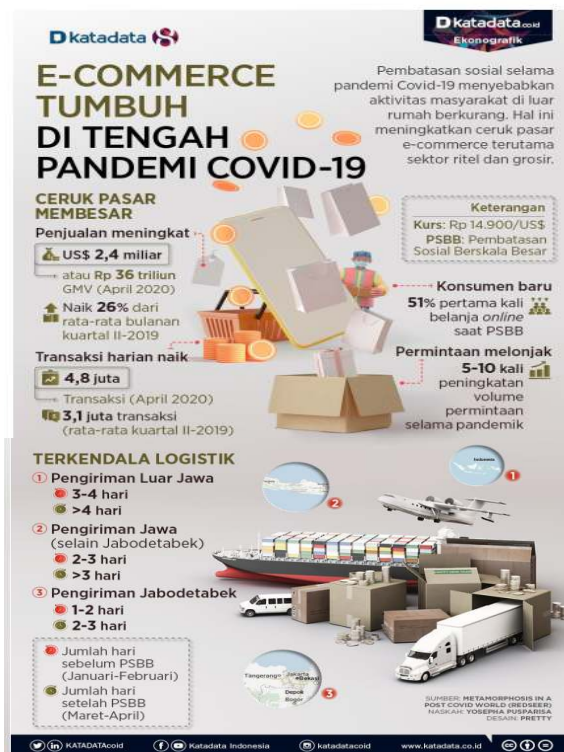 katadata
katadata.co.id
Ekonografik
E-COMMERCE
TUMBUH
DI TENGAH
PANDEMI COVID-19
Pembatasan sosial selama
pandemi Covid-19 menyebabkan
aktivitas masyarakat di luar
rumah berkurang. Hal ini
meningkatkan ceruk pasar
e-commerce terutama
sektor ritel dan grosir.
CERUK PASAR
MEMBESAR
Penjualan meningkat
US$ 2,4 miliar
atau Rp 36 triliun
GMV (April 2020)
Naik 26% dari
rata-rata bulanan
kuartal II-2019
Transaksi harian naik
4,8 juta
Transaksi (April 2020)
3,1 juta transaksi
(rata-rata kuartal II-2019)
Keterangan
Kurs: Rp 14.900/US$
PSBB: Pembatasan
Sosial Berskala Besar
Konsumen baru
51% pertama kali
belanja online
saat PSBB
Permintaan melonjak
5-10 kali
peningkatan
volume
permintaan
selama pandemik
TERKENDALA LOGISTIK
1 Pengiriman Luar Jawa
3-4 hari
>4 hari
2 Pengiriman Jawa
(selain Jabodetabek)
2-3 hari
>3 hari
3 Pengiriman Jabodetabek
1-2 hari
2-3 hari
Jumlah hari
sebelum PSBB
(Januari-Februari)
Jumlah hari
setelah PSBB
(Maret-April)
Indonesia
1
2
Tangerang
Jakarta
Bekasi
Depok
Bogor
3
SUMBER: METAMORPHOSIS IN A
POST COVID WORLD (REDSEER)
NASKAH: YOSEPHA PUSPARISA
DESAIN: PRETTY
KATADATAcoid
Katadata Indonesia
katadatacoid
www.katadata.co.id